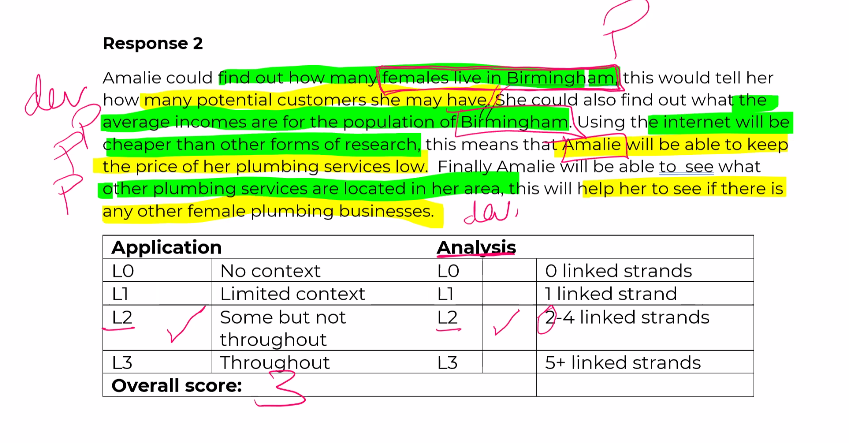 P
Response 2
Amalie could find out how many females live in Birmingham, this would tell her
dev
how many potential customers she may have. She could also find out what the
P
average incomes are for the population of Birmingham. Using the internet will be
P
cheaper than other forms of research, this means that Amalie will be able to keep
the price of her plumbing services low. Finally Amalie will be able to see what
P
other plumbing services are located in her area, this will help her to see if there is
any other female plumbing businesses.
dev.
Application Analysis
L0 No context L0 0 linked strands
L1 Limited context L1 1 linked strand
L2 Some but not L2 2-4 linked strands
throughout
L3 Throughout L3 5+ linked strands
Overall score: 3